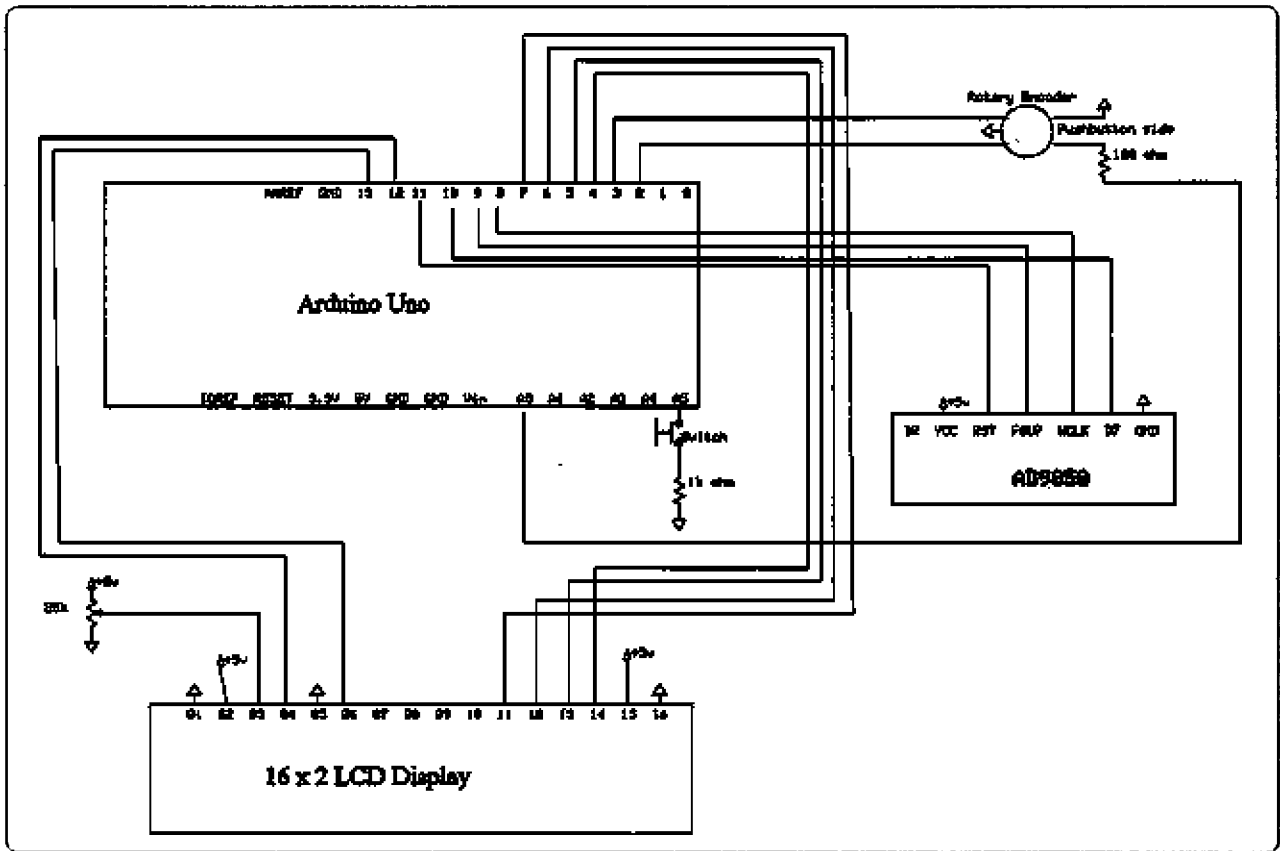 Rotary Encoder
Pushbutton side
100 ohm
AREF GND 13 12 11 10 9 8 7 6 5 4 3 2 1 0
Arduino Uno
IOREF RESET 3.3V 5V GND GND Vin A0 A1 A2 A3 A4 A5
Switch
1k ohm
+5v
VCC RST FQUP WCLK D7 GND
AD9850
+5v
+5v
+5v
01 02 03 04 05 06 07 08 09 10 11 12 13 14 15 16
16 x 2 LCD Display